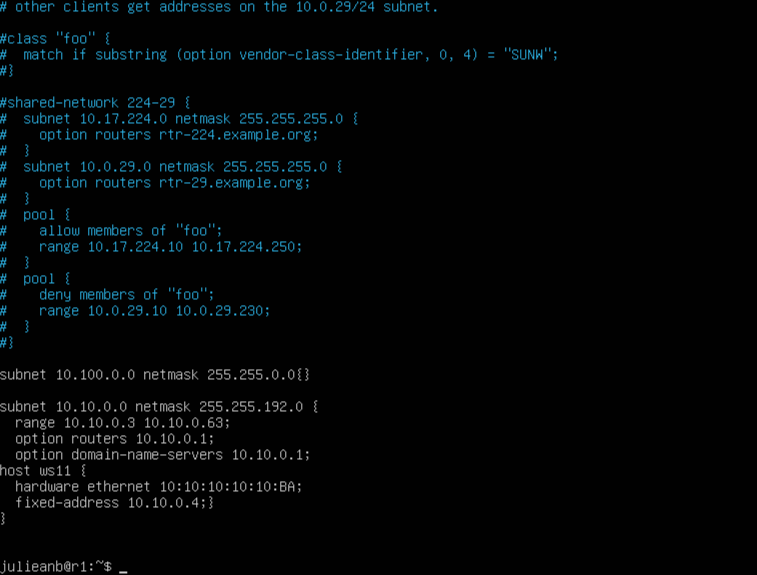 # other clients get addresses on the 10.0.29/24 subnet.

#class "foo" {
#  match if substring (option vendor-class-identifier, 0, 4) = "SUNW";
#}

#shared-network 224-29 {
#  subnet 10.17.224.0 netmask 255.255.255.0 {
#    option routers rtr-224.example.org;
#  }
#  subnet 10.0.29.0 netmask 255.255.255.0 {
#    option routers rtr-29.example.org;
#  }
#  pool {
#    allow members of "foo";
#    range 10.17.224.10 10.17.224.250;
#  }
#  pool {
#    deny members of "foo";
#    range 10.0.29.10 10.0.29.230;
#  }
#}

subnet 10.100.0.0 netmask 255.255.0.0{}

subnet 10.10.0.0 netmask 255.255.192.0 {
  range 10.10.0.3 10.10.0.63;
  option routers 10.10.0.1;
  option domain-name-servers 10.10.0.1;
host ws11 {
  hardware ethernet 10:10:10:10:10:BA;
  fixed-address 10.10.0.4;}
}

julieanb@r1:~$ _